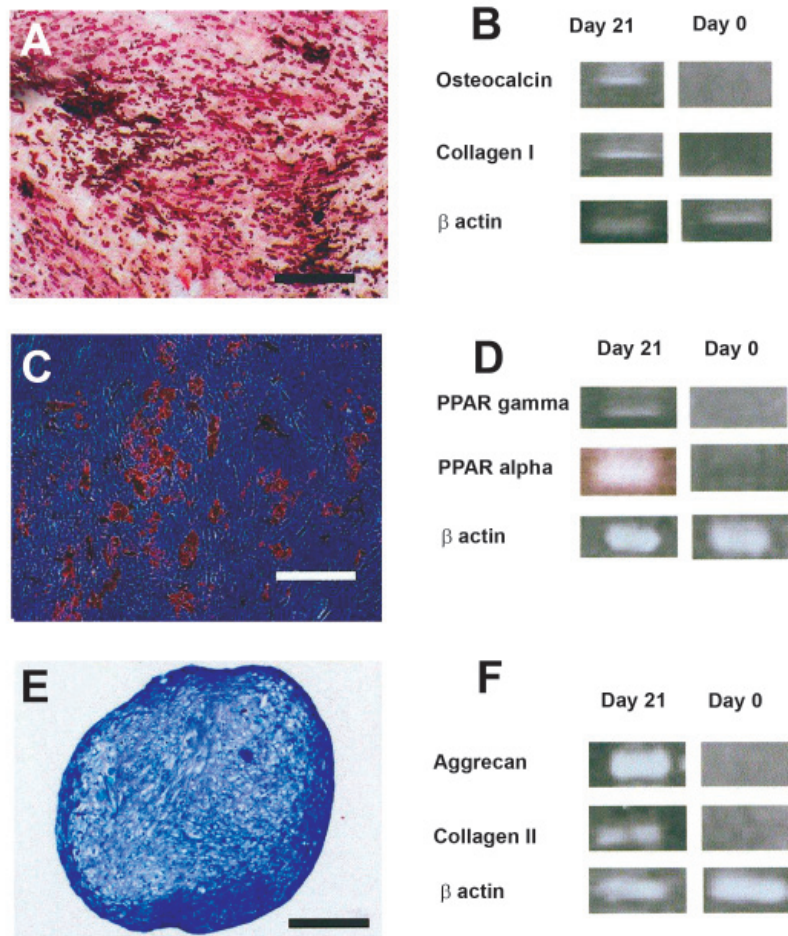 A
B
Day 21 Day 0
Osteocalcin
Collagen I
β actin
C
D
Day 21 Day 0
PPAR gamma
PPAR alpha
β actin
E
F
Day 21 Day 0
Aggrecan
Collagen II
β actin